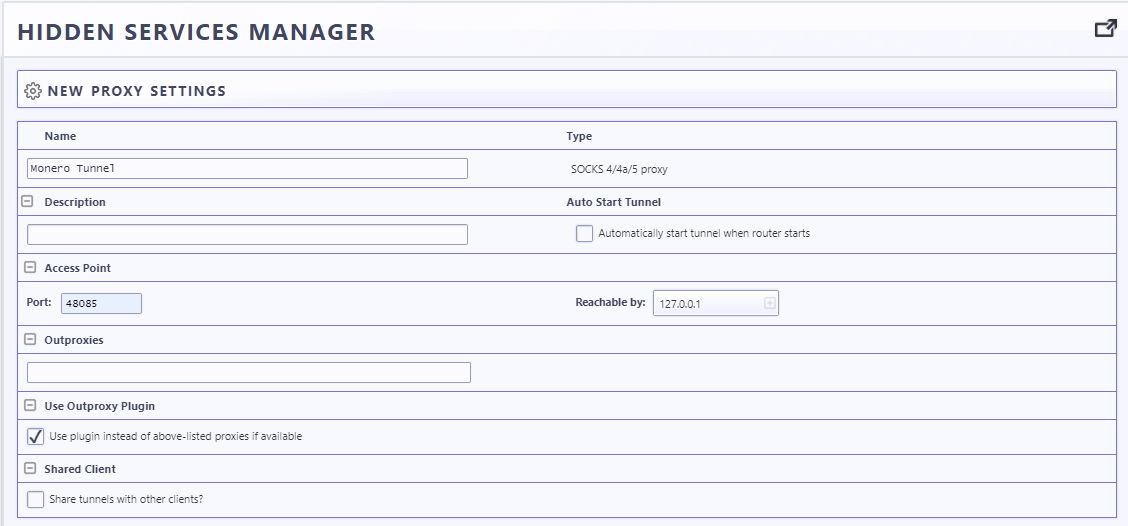 HIDDEN SERVICES MANAGER
NEW PROXY SETTINGS
Name Type
Monero Tunnel SOCKS 4/4a/5 proxy
Description Auto Start Tunnel
Automatically start tunnel when router starts
Access Point
Port: 48085 Reachable by: 127.0.0.1
Outproxies
Use Outproxy Plugin
Use plugin instead of above-listed proxies if available
Shared Client
Share tunnels with other clients?